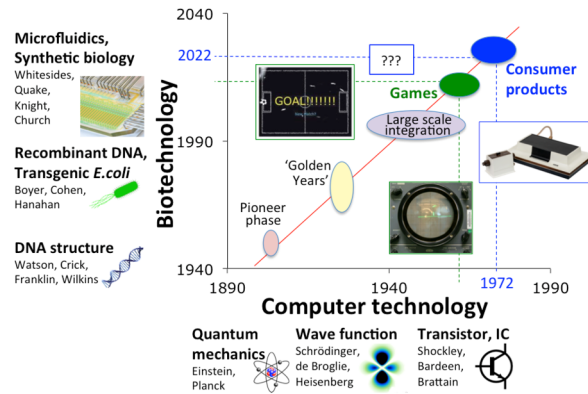 2040
Microfluidics,
Synthetic biology
Whitesides,
Quake,
Knight,
Church
2022
???
Consumer
products
GOAL!!!!!!!
Games
Large scale
integration
Biotechnology
1990
Recombinant DNA,
Transgenic E.coli
Boyer, Cohen,
Hanahan
‘Golden
Years’
Pioneer
phase
DNA structure
Watson, Crick,
Franklin, Wilkins
1940
1890
1940
1972
1990
Computer technology
Quantum
mechanics
Einstein,
Planck
Wave function
Schrödinger,
de Broglie,
Heisenberg
Transistor, IC
Shockley,
Bardeen,
Brattain